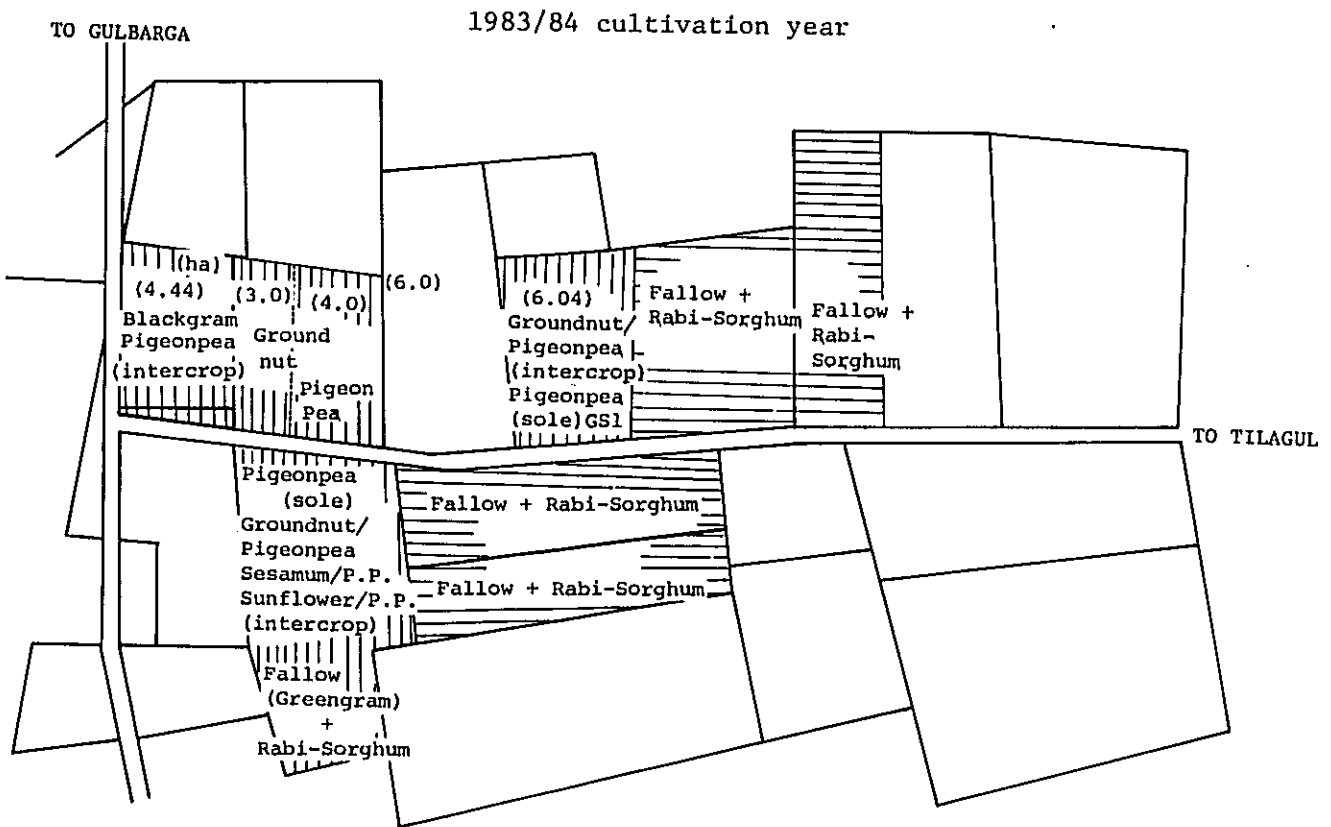 1983/84 cultivation year
TO GULBARGA
(ha)
(4.44)
Blackgram
Pigeonpea
(intercrop)
(3.0)
Ground
nut
(4.0)
Pigeon
Pea
(6.0)
(6.04)
Groundnut/
Pigeonpea
(intercrop)
Pigeonpea
(sole)GS1
Fallow +
Rabi-Sorghum
Fallow +
Rabi-
Sorghum
TO TILAGUL
Pigeonpea
(sole)
Groundnut/
Pigeonpea
Sesamum/P.P.
Sunflower/P.P.
(intercrop)
Fallow + Rabi-Sorghum
Fallow + Rabi-Sorghum
Fallow
(Greengram)
+
Rabi-Sorghum